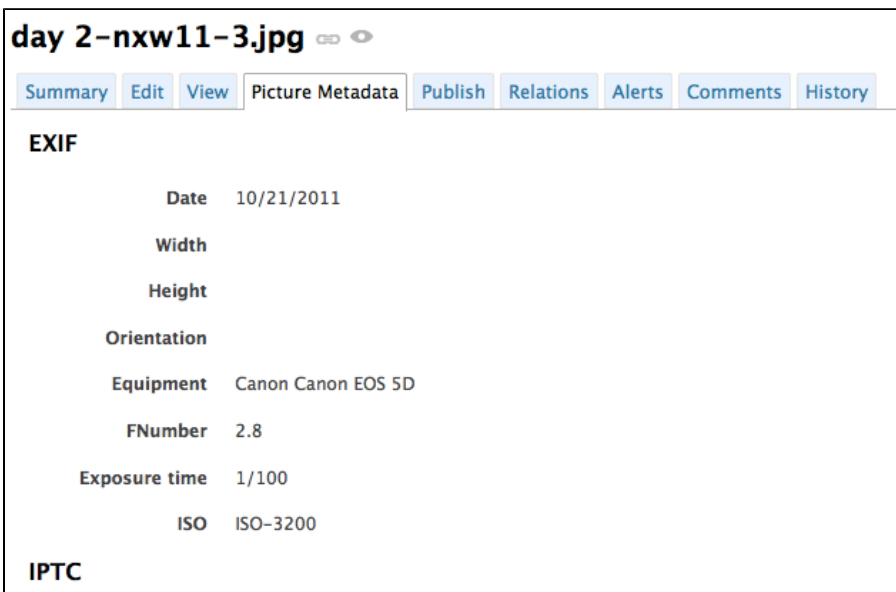 day 2-nxw11-3.jpg
Summary Edit View Picture Metadata Publish Relations Alerts Comments History
EXIF
Date 10/21/2011
Width
Height
Orientation
Equipment Canon Canon EOS 5D
FNumber 2.8
Exposure time 1/100
ISO ISO-3200
IPTC